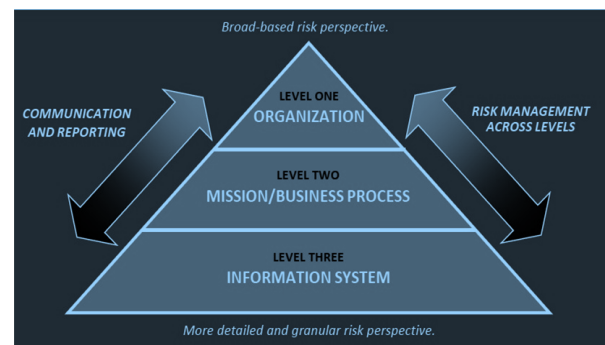 Broad-based risk perspective.
LEVEL ONE
ORGANIZATION
COMMUNICATION
AND REPORTING
RISK MANAGEMENT
ACROSS LEVELS
LEVEL TWO
MISSION/BUSINESS PROCESS
LEVEL THREE
INFORMATION SYSTEM
More detailed and granular risk perspective.